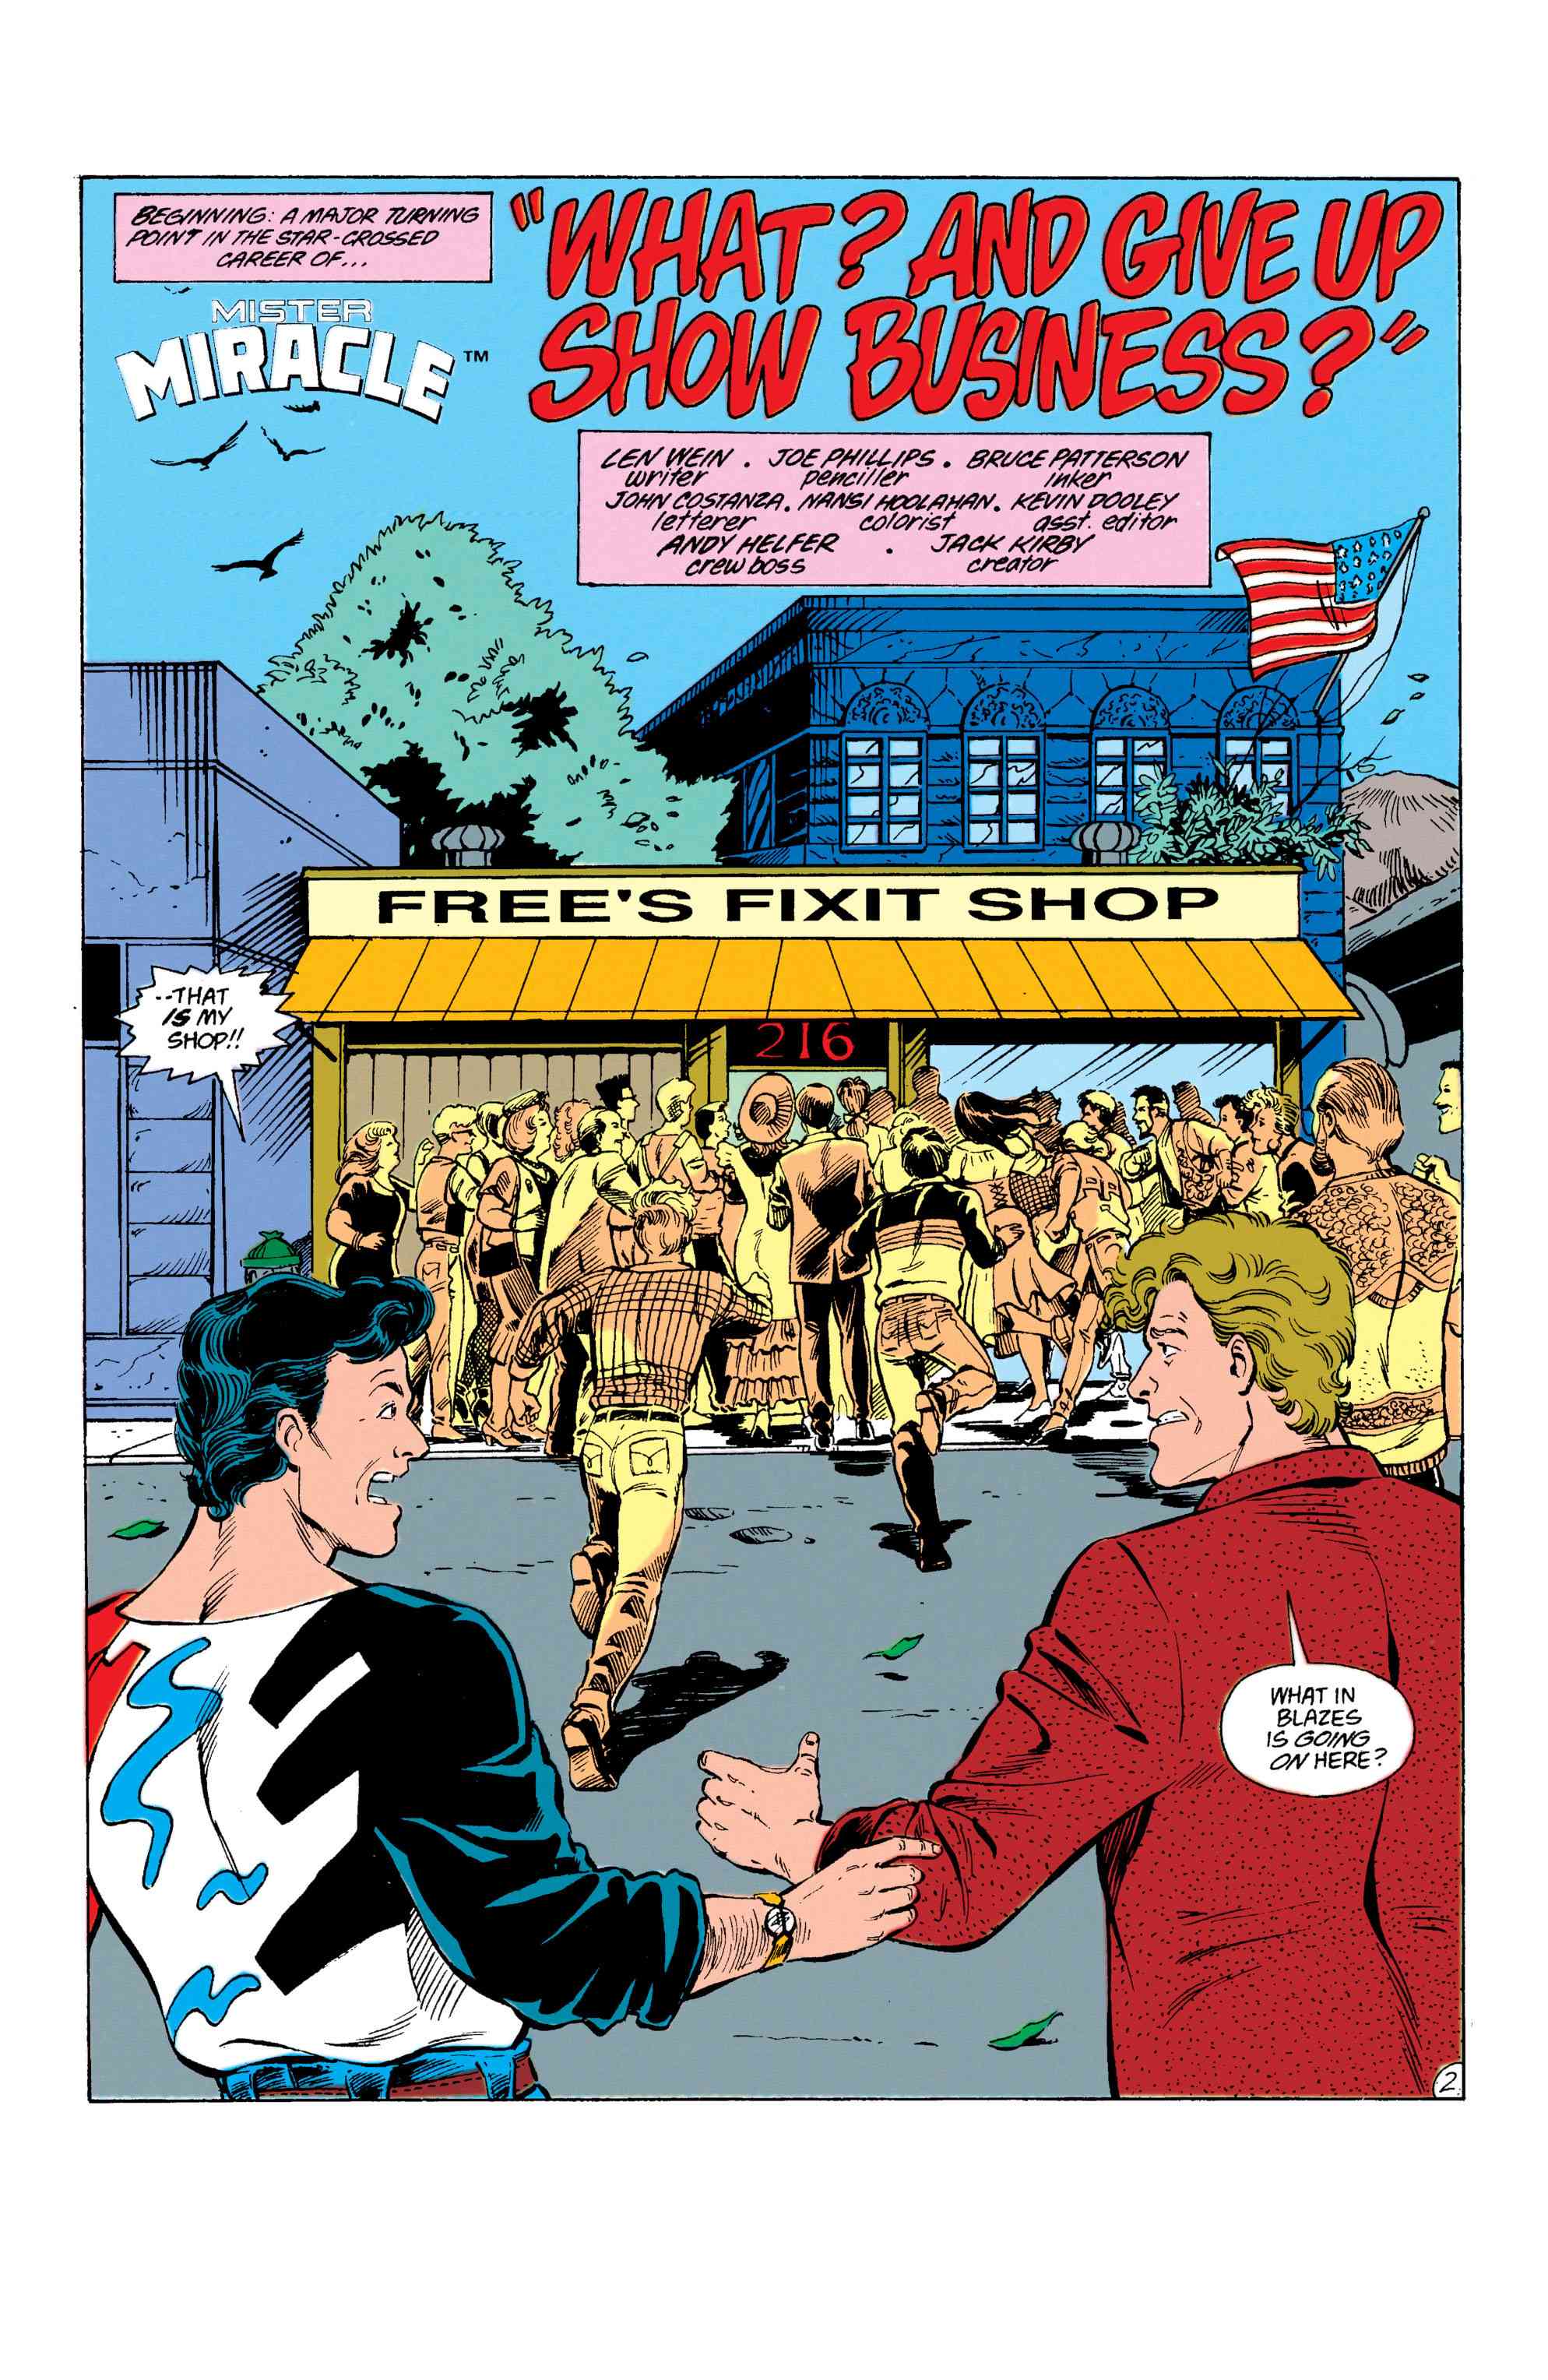 BEGINNING: A MAJOR TURNING
POINT IN THE STAR-CROSSED
CAREER OF...
MISTER
MIRACLE™
"WHAT? AND GIVE UP
SHOW BUSINESS?"
LEN WEIN . JOE PHILLIPS . BRUCE PATTERSON
writer penciller inker
JOHN COSTANZA . NANSI HOOLAHAN . KEVIN DOOLEY
letterer colorist asst. editor
ANDY HELFER . JACK KIRBY
crew boss creator
FREE'S FIXIT SHOP
--THAT
IS MY
SHOP!!
216
WHAT IN
BLAZES
IS GOING
ON HERE?
2